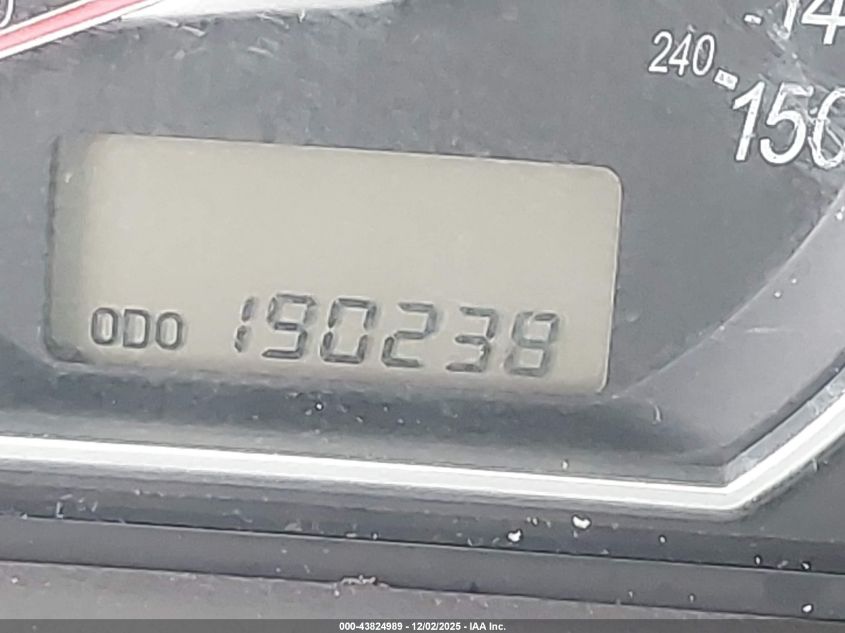 240
150
ODO 190238
000-43824989 - 12/02/2025 - IAA Inc.